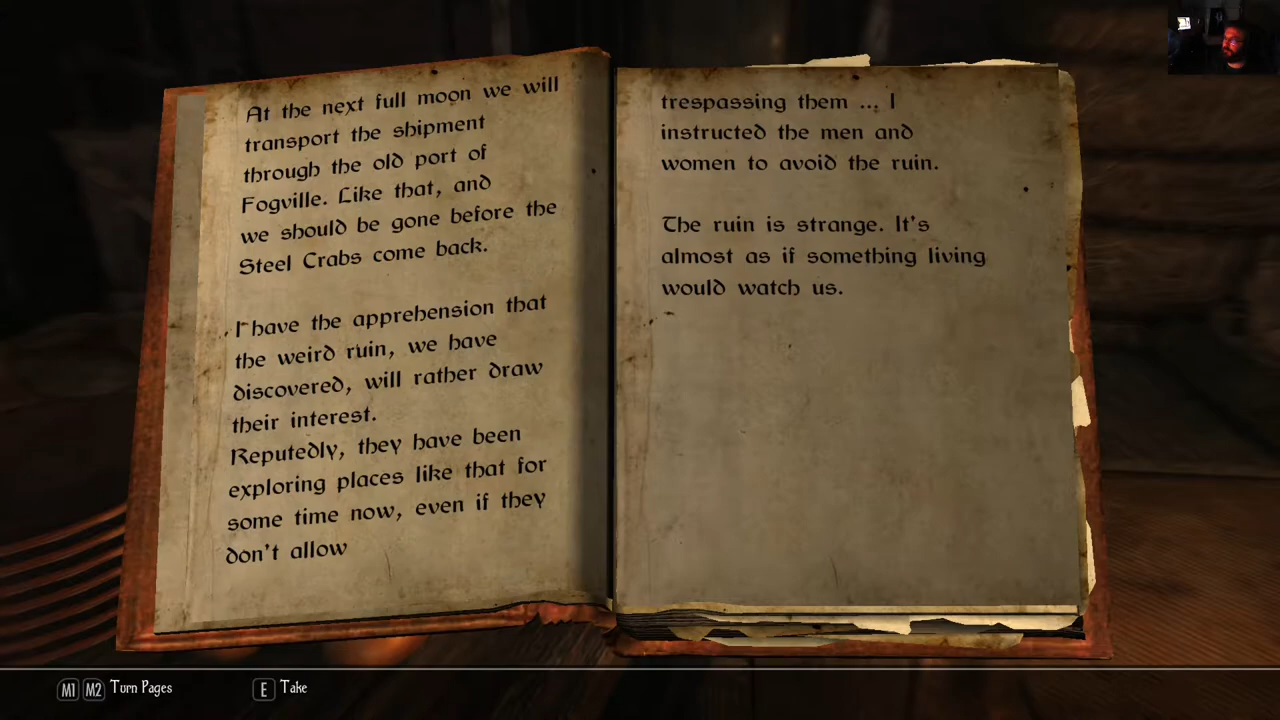 At the next full moon we will
transport the shipment
through the old port of
Fogville. Like that, and
we should be gone before the
Steel Crabs come back.
I have the apprehension that
the weird ruin, we have
discovered, will rather draw
their interest.
Reputedly, they have been
exploring places like that for
some time now, even if they
don't allow
trespassing them ... I
instructed the men and
women to avoid the ruin.
The ruin is strange. It's
almost as if something living
would watch us.
M1 M2 Turn Pages
E Take